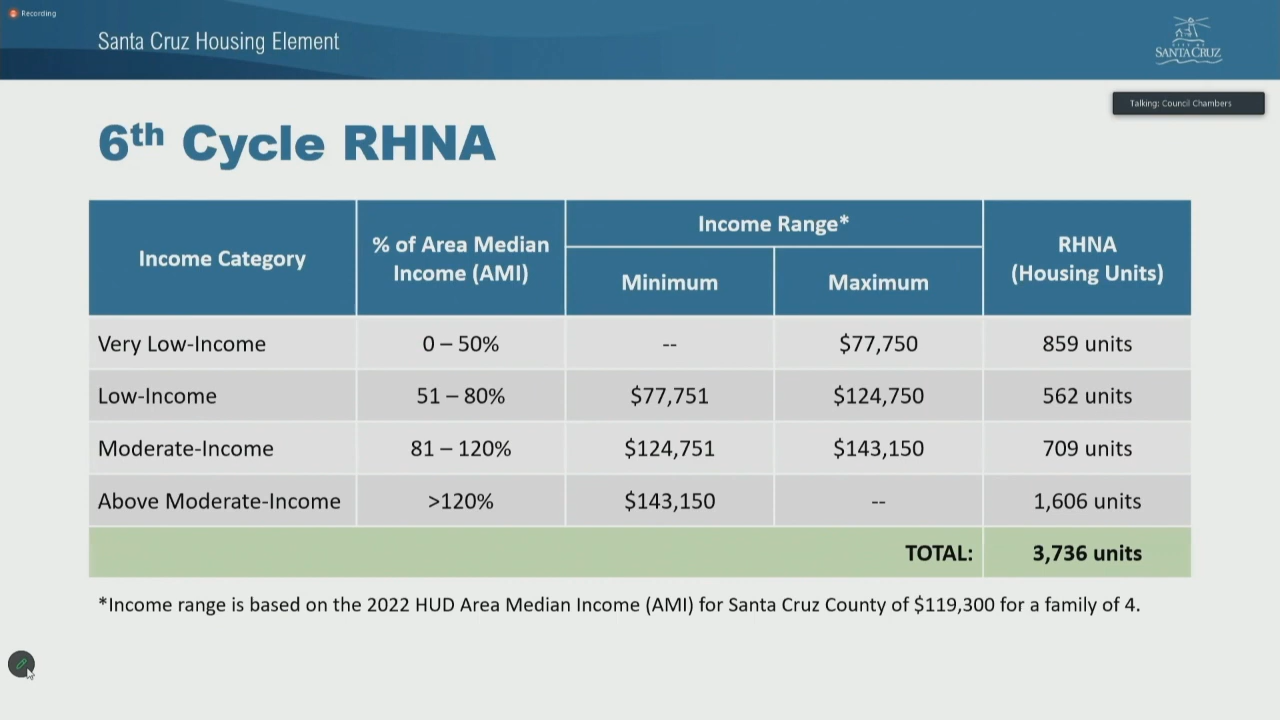 Recording
Santa Cruz Housing Element
CITY OF
SANTA CRUZ
Talking: Council Chambers
6th Cycle RHNA
Income Category
% of Area Median
Income (AMI)
Income Range*
Minimum
Maximum
RHNA
(Housing Units)
Very Low-Income 0 – 50% -- $77,750 859 units
Low-Income 51 – 80% $77,751 $124,750 562 units
Moderate-Income 81 – 120% $124,751 $143,150 709 units
Above Moderate-Income >120% $143,150 -- 1,606 units
TOTAL: 3,736 units
*Income range is based on the 2022 HUD Area Median Income (AMI) for Santa Cruz County of $119,300 for a family of 4.